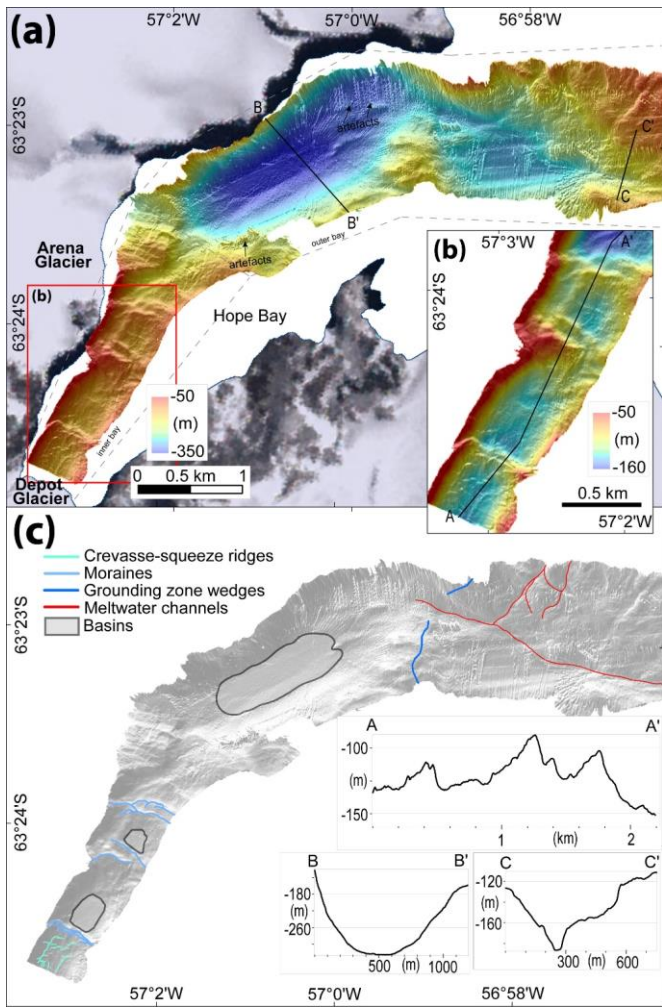 (a)
57°2'W 57°0'W 56°58'W
63°23'S
B
artefacts
C'
C
B'
outer bay
artefacts
Arena
Glacier
(b)
63°24'S
Hope Bay
inner bay
-50
(m)
-350
0 0.5 km 1
Depot
Glacier
57°3'W
A'
(b)
63°24'S
-50
(m)
-160
0.5 km
A
57°2'W
(c)
Crevasse-squeeze ridges
Moraines
Grounding zone wedges
Meltwater channels
Basins
63°23'S
63°24'S
A A'
-100
(m)
-150
1 (km) 2
B B'
-180
(m)
-260
500 (m) 1000
C C'
-120
(m)
-160
300 (m) 600
57°2'W 57°0'W 56°58'W